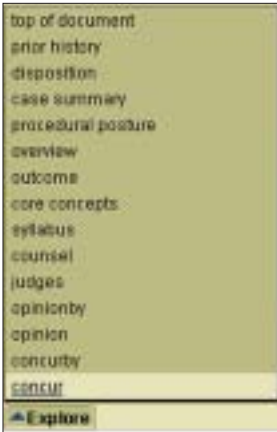 top of document
prior history
disposition
case summary
procedural posture
overview
outcome
core concepts
syllabus
counsel
judges
opinionby
opinion
concurby
concur
Explore